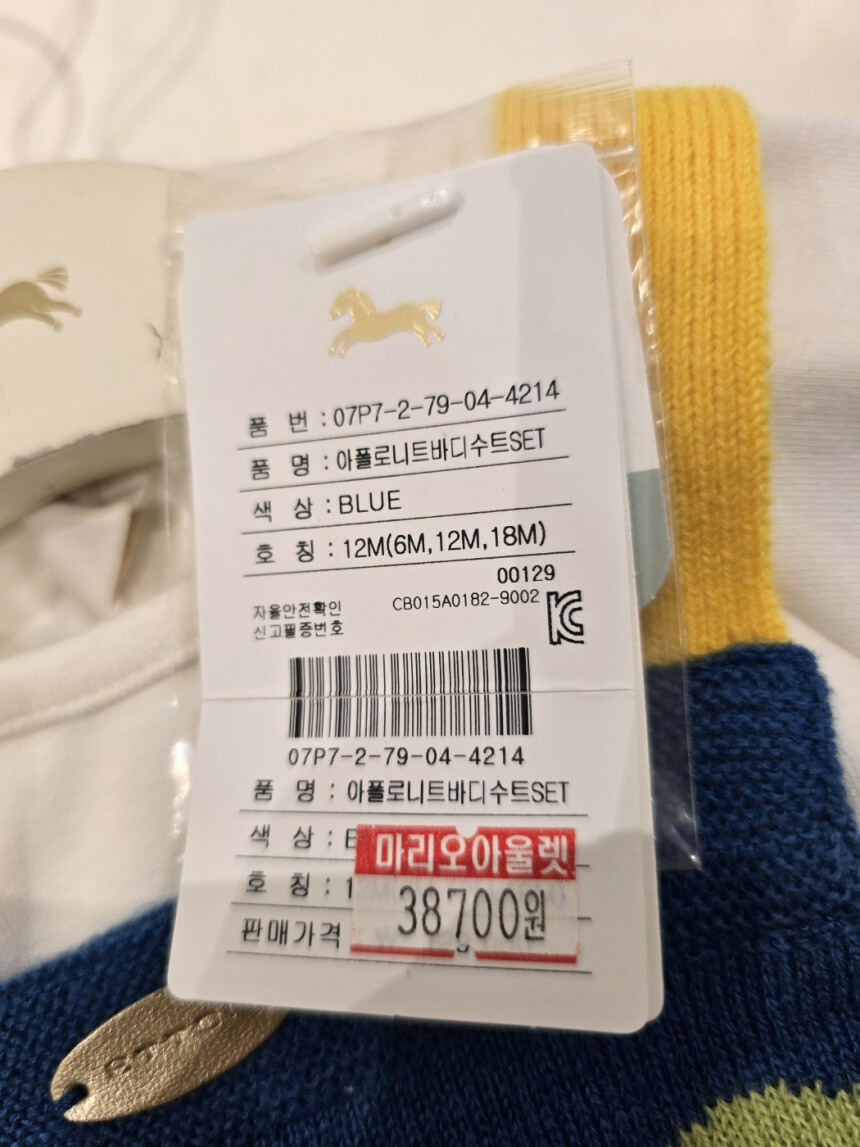 품 번 : 07P7-2-79-04-4214
품 명 : 아폴로니트바디수트SET
색 상 : BLUE
호 칭 : 12M(6M,12M,18M)
00129
자율안전확인
신고필증번호
CB015A0182-9002
07P7-2-79-04-4214
품 명 : 아폴로니트바디수트SET
색 상 : B
마리오아울렛
호 칭 : 1
38700원
판매가격